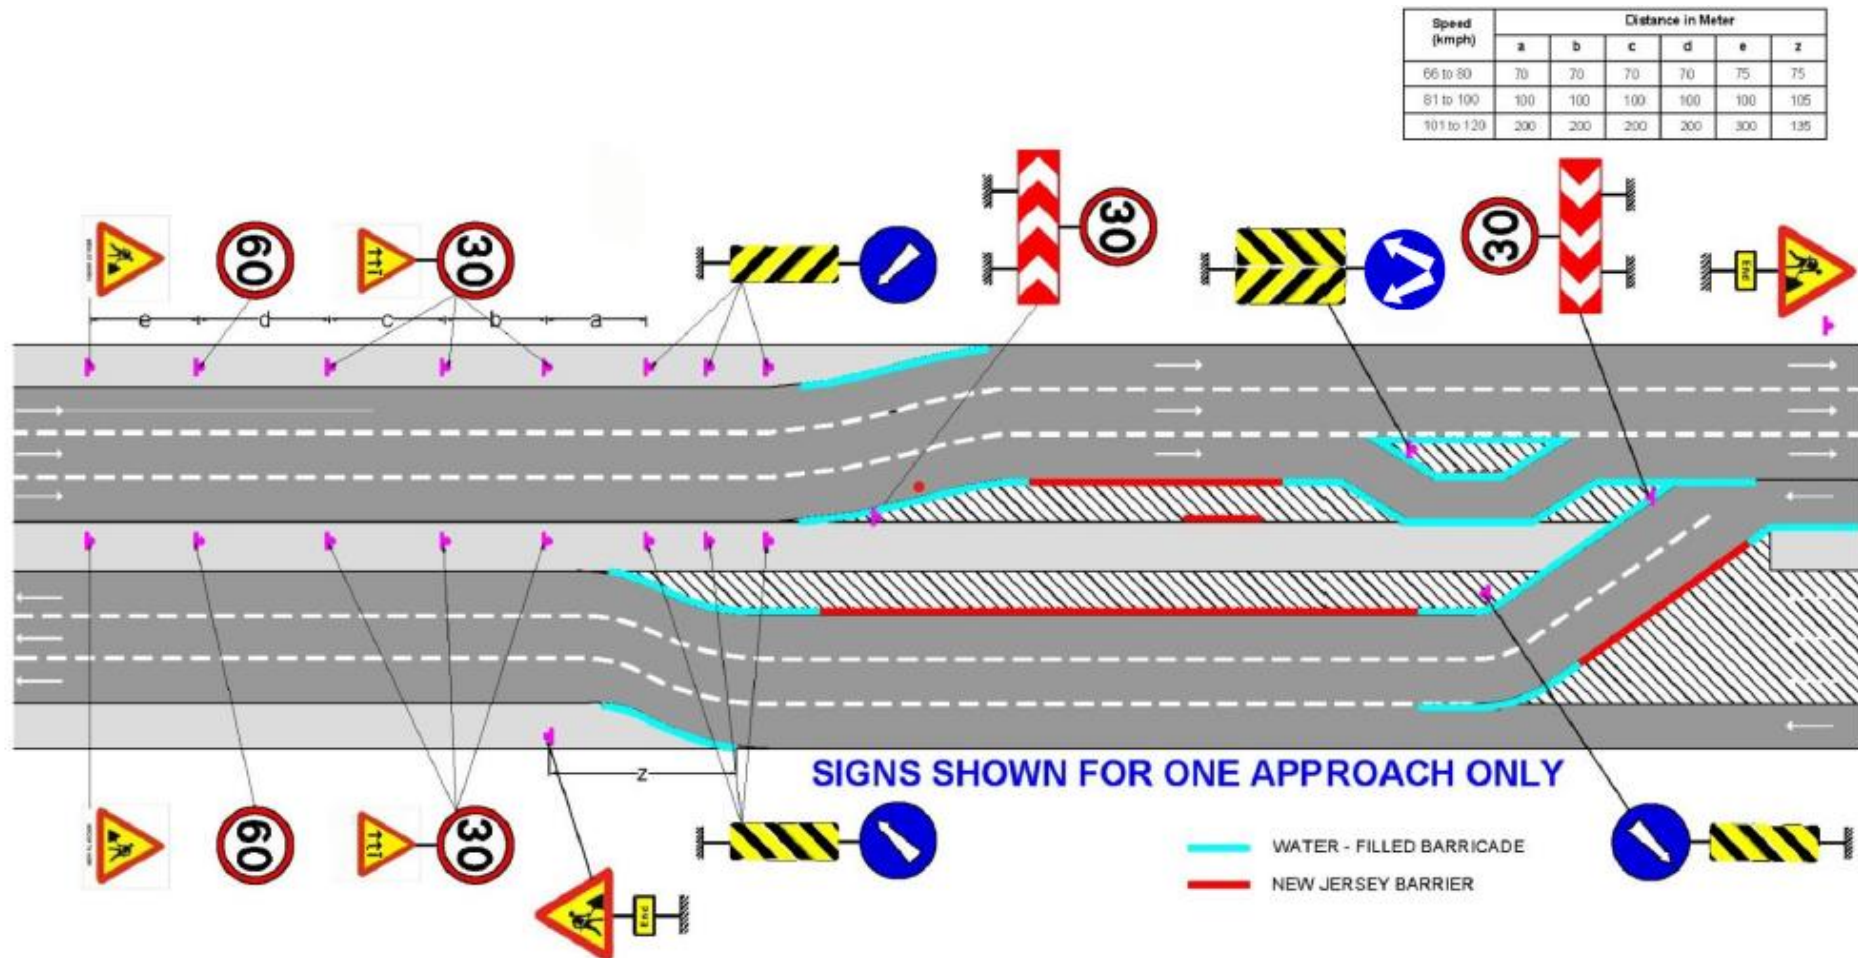 Speed (kmph) Distance in Meter
a b c d e z
66 to 80 70 70 70 70 75 75
81 to 100 100 100 100 100 100 105
101 to 120 200 200 200 200 300 135
60
30
30
30
END
e d c b a
z
SIGNS SHOWN FOR ONE APPROACH ONLY
WATER - FILLED BARRICADE
NEW JERSEY BARRIER
60
30
END